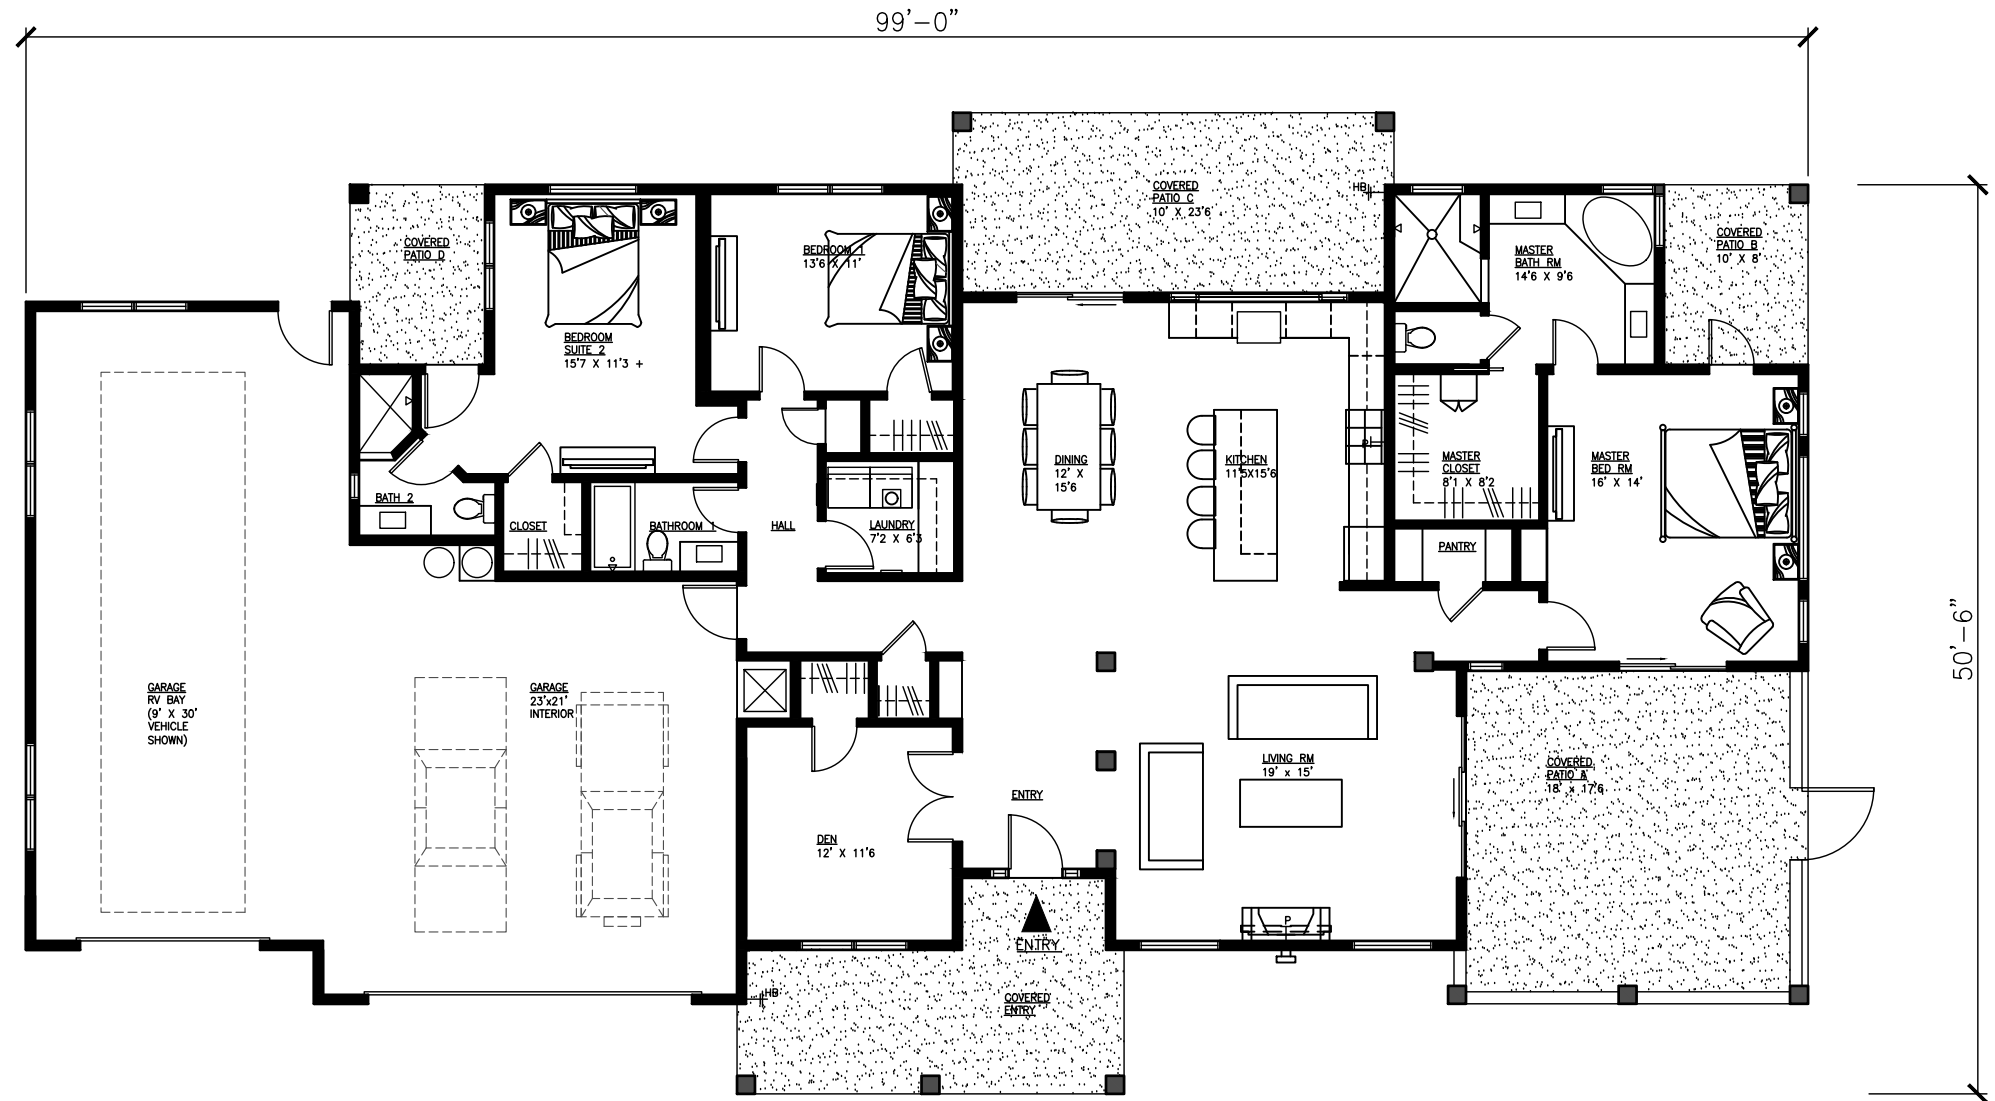 99'-0"
COVERED
PATIO C
10' X 23'6
HB
COVERED
PATIO D
BEDROOM 1
13'6 X 11'
MASTER
BATH RM
14'6 X 9'6
COVERED
PATIO B
10' X 8'
BEDROOM
SUITE 2
15'7 X 11'3 +
DINING
12' X
15'6
KITCHEN
11'5X15'6
P
MASTER
CLOSET
8'1 X 8'2
MASTER
BED RM
16' X 14'
BATH 2
CLOSET
BATHROOM 1
HALL
LAUNDRY
7'2 X 6'3
PANTRY
50'-6"
GARAGE
RV BAY
(9' X 30'
VEHICLE
SHOWN)
GARAGE
23'x21'
INTERIOR
LIVING RM
19' x 15'
COVERED
PATIO A
18' x 17'6
ENTRY
DEN
12' X 11'6
P
ENTRY
HB
COVERED
ENTRY